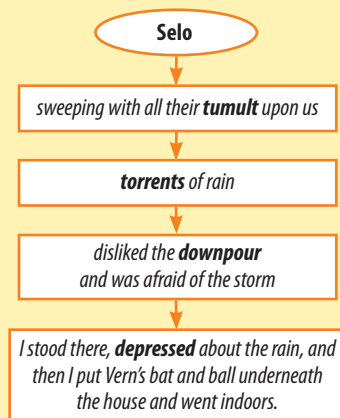 Selo
sweeping with all their tumult upon us
torrents of rain
disliked the downpour
and was afraid of the storm
I stood there, depressed about the rain, and
then I put Vern's bat and ball underneath
the house and went indoors.